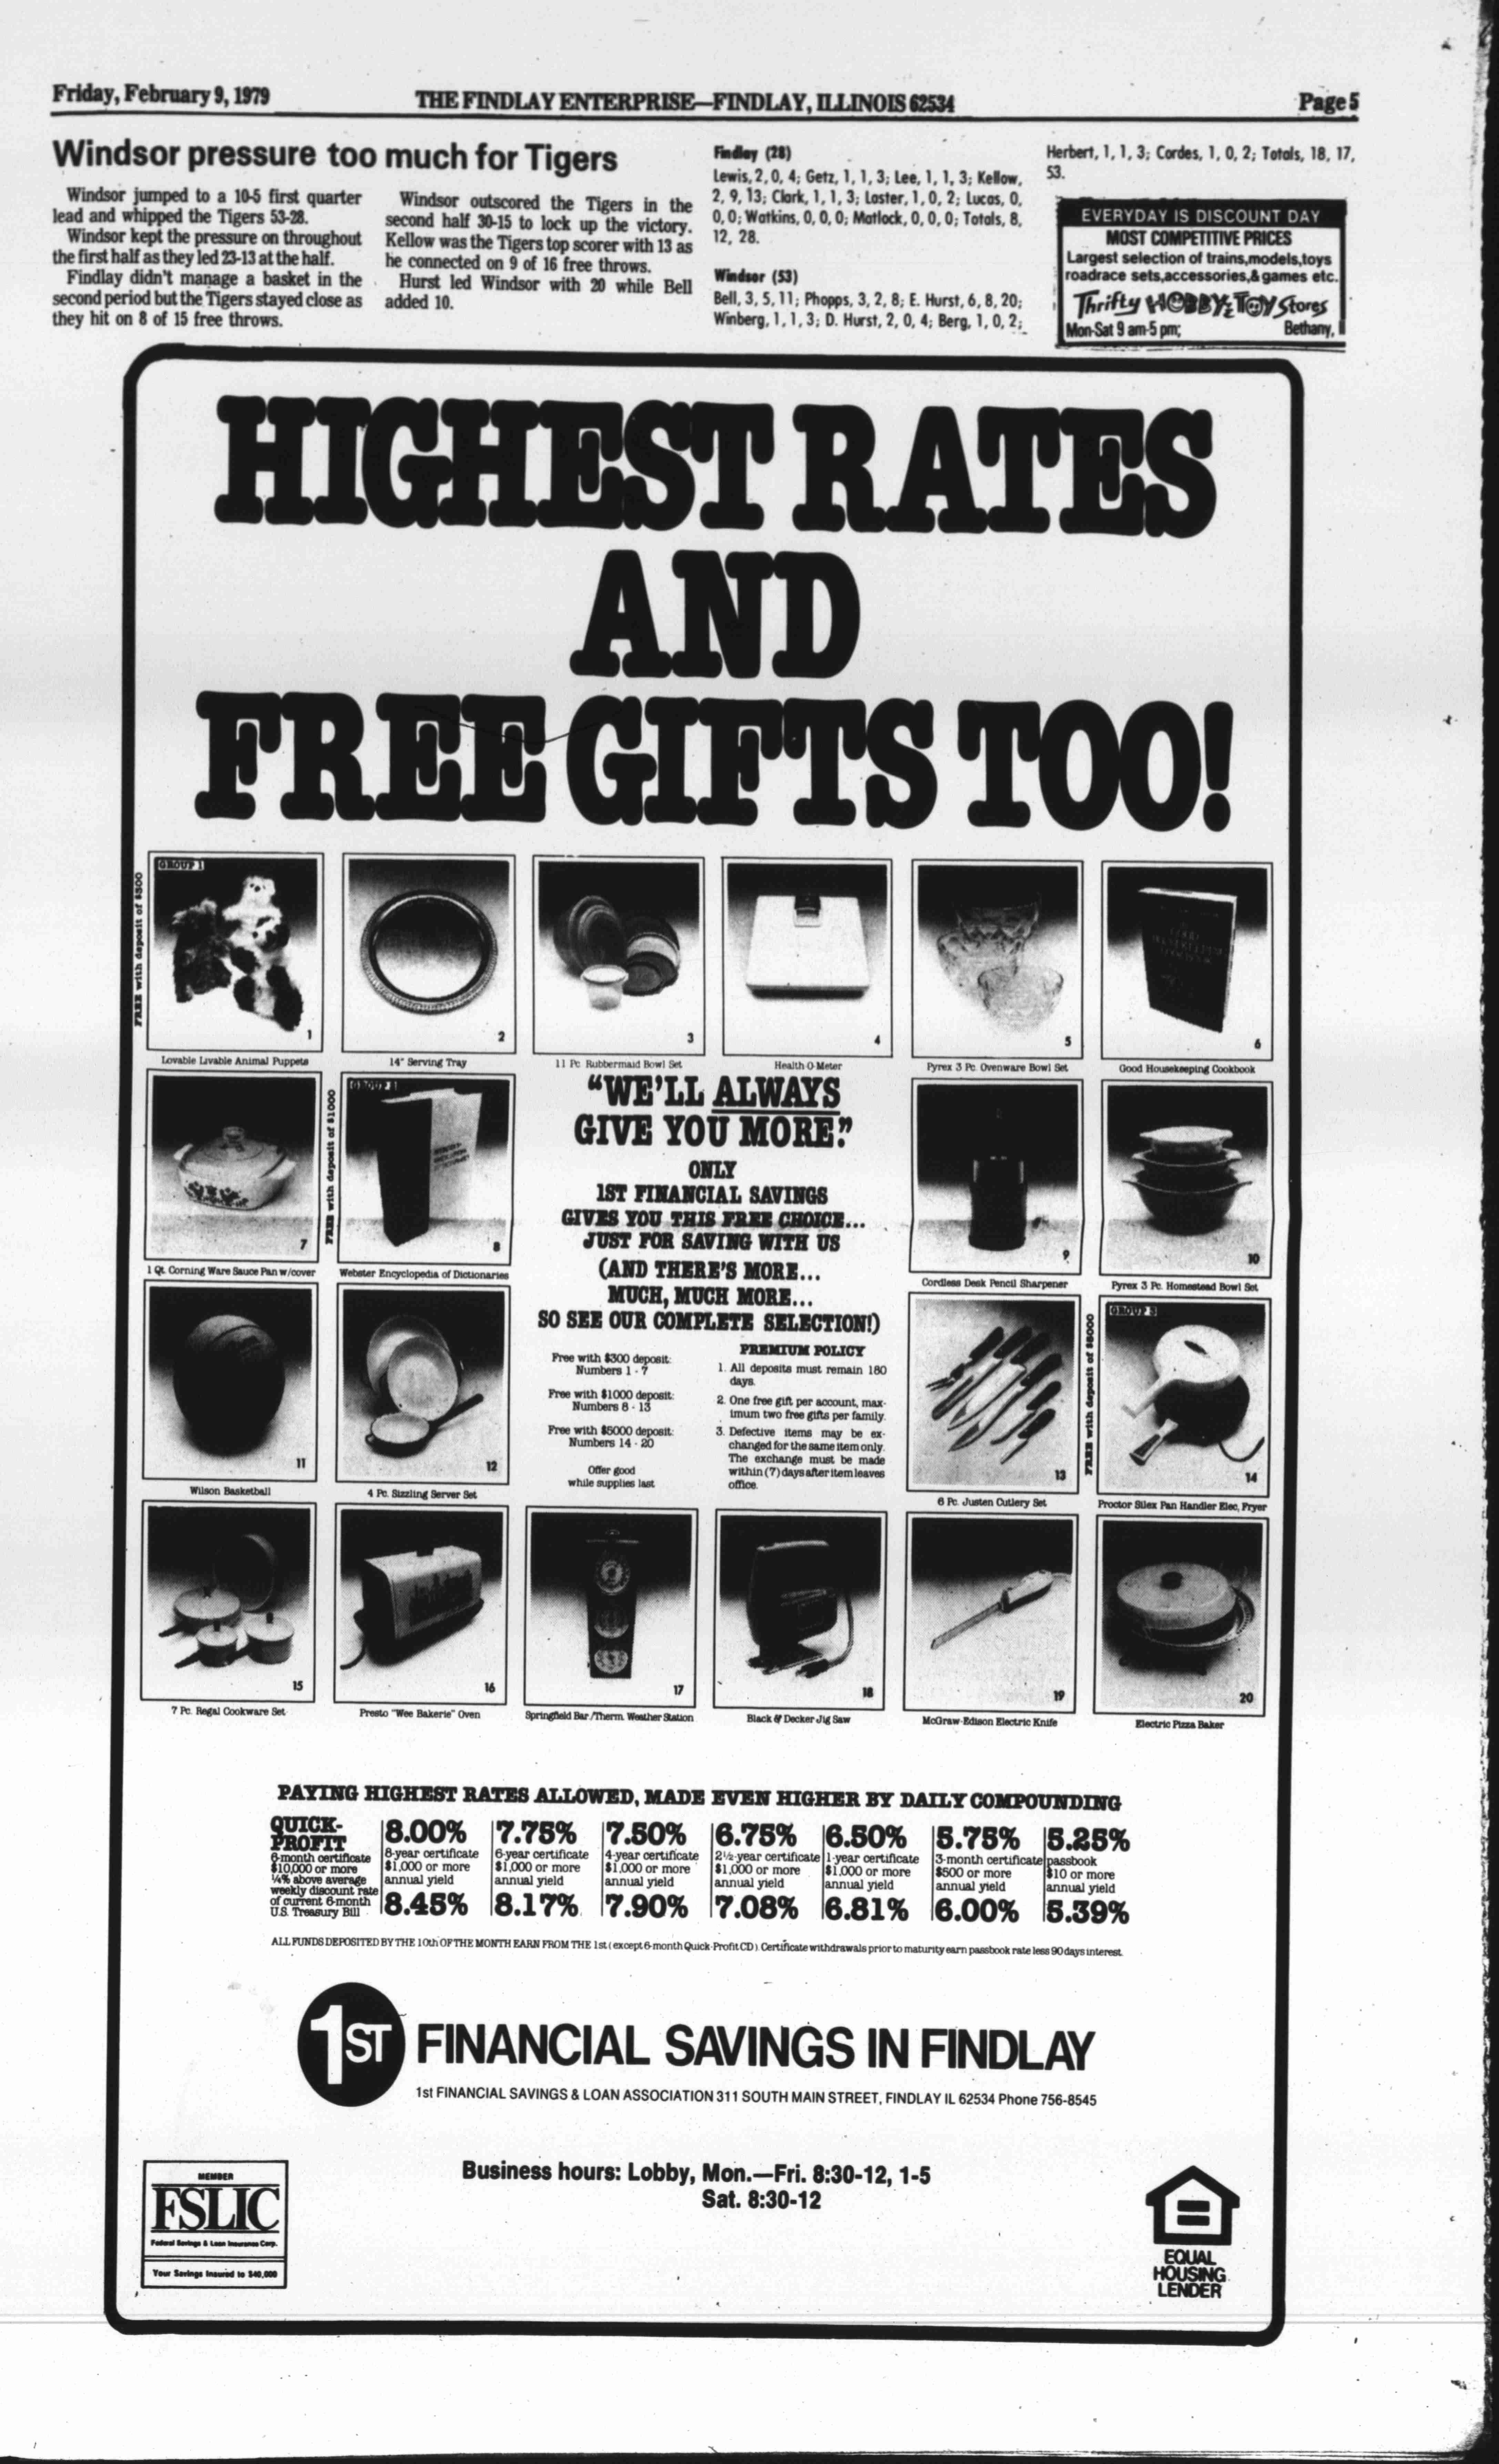 Friday, February 9, 1979
THE FINDLAY ENTERPRISE—FINDLAY, ILLINOIS 62534
Page 5
Windsor pressure too much for Tigers
Windsor jumped to a 10-5 first quarter
lead and whipped the Tigers 53-28.
Windsor kept the pressure on throughout
the first half as they led 23-13 at the half.
Findlay didn't manage a basket in the
second period but the Tigers stayed close as
they hit on 8 of 15 free throws.
Windsor outscored the Tigers in the
second half 30-15 to lock up the victory.
Kellow was the Tigers top scorer with 13 as
he connected on 9 of 16 free throws.
Hurst led Windsor with 20 while Bell
added 10.
Findlay (28)
Lewis, 2, 0, 4; Getz, 1, 1, 3; Lee, 1, 1, 3; Kellow,
2, 9, 13; Clark, 1, 1, 3; Laster, 1, 0, 2; Lucas, 0,
0, 0; Watkins, 0, 0, 0; Matlock, 0, 0, 0; Totals, 8,
12, 28.
Windsor (53)
Bell, 3, 5, 11; Phopps, 3, 2, 8; E. Hurst, 6, 8, 20;
Winberg, 1, 1, 3; D. Hurst, 2, 0, 4; Berg, 1, 0, 2;
Herbert, 1, 1, 3; Cordes, 1, 0, 2; Totals, 18, 17,
53.
EVERYDAY IS DISCOUNT DAY
MOST COMPETITIVE PRICES
Largest selection of trains,models,toys
roadrace sets,accessories,& games etc.
Thrifty HOBBY & TOY Stores
Mon-Sat 9 am-5 pm; Bethany,
HIGHEST RATES
AND
FREE GIFTS TOO!
FREE with deposit of $300
GROUP 1
1
2
3
4
5
GOOD HOUSEKEEPING COOKBOOK
6
Lovable Livable Animal Puppets
14" Serving Tray
11 Pc. Rubbermaid Bowl Set
Health-O-Meter
Pyrex 3 Pc. Ovenware Bowl Set
Good Housekeeping Cookbook
7
FREE with deposit of $1000
GROUP 2
8
1 Qt. Corning Ware Sauce Pan w/cover
Webster Encyclopedia of Dictionaries
"WE'LL ALWAYS
GIVE YOU MORE."
ONLY
1ST FINANCIAL SAVINGS
GIVES YOU THIS FREE CHOICE...
JUST FOR SAVING WITH US
(AND THERE'S MORE...
MUCH, MUCH MORE...
SO SEE OUR COMPLETE SELECTION!)
9
10
Cordless Desk Pencil Sharpener
Pyrex 3 Pc. Homestead Bowl Set
11
12
Wilson Basketball
4 Pc. Sizzling Server Set
Free with $300 deposit:
Numbers 1 - 7
Free with $1000 deposit:
Numbers 8 - 13
Free with $5000 deposit:
Numbers 14 - 20
Offer good
while supplies last
PREMIUM POLICY
1. All deposits must remain 180
days.
2. One free gift per account, max-
imum two free gifts per family.
3. Defective items may be ex-
changed for the same item only.
The exchange must be made
within (7) days after item leaves
office.
13
FREE with deposit of $5000
GROUP 3
14
6 Pc. Justen Cutlery Set
Proctor Silex Pan Handler Elec, Fryer
15
16
17
18
19
20
7 Pc. Regal Cookware Set
Presto "Wee Bakerie" Oven
Springfield Bar./Therm. Weather Station
Black & Decker Jig Saw
McGraw-Edison Electric Knife
Electric Pizza Baker
PAYING HIGHEST RATES ALLOWED, MADE EVEN HIGHER BY DAILY COMPOUNDING
QUICK-
PROFIT
6-month certificate
$10,000 or more
¼% above average
weekly discount rate
of current 6-month
U.S. Treasury Bill
8.00%
8-year certificate
$1,000 or more
annual yield
8.45%
7.75%
6-year certificate
$1,000 or more
annual yield
8.17%
7.50%
4-year certificate
$1,000 or more
annual yield
7.90%
6.75%
2½-year certificate
$1,000 or more
annual yield
7.08%
6.50%
1-year certificate
$1,000 or more
annual yield
6.81%
5.75%
3-month certificate
$500 or more
annual yield
6.00%
5.25%
passbook
$10 or more
annual yield
5.39%
ALL FUNDS DEPOSITED BY THE 10th OF THE MONTH EARN FROM THE 1st (except 6-month Quick-Profit CD). Certificate withdrawals prior to maturity earn passbook rate less 90 days interest.
1ST FINANCIAL SAVINGS IN FINDLAY
1st FINANCIAL SAVINGS & LOAN ASSOCIATION 311 SOUTH MAIN STREET, FINDLAY IL 62534 Phone 756-8545
Business hours: Lobby, Mon.—Fri. 8:30-12, 1-5
Sat. 8:30-12
MEMBER
FSLIC
Federal Savings & Loan Insurance Corp.
Your Savings Insured to $40,000
EQUAL
HOUSING
LENDER